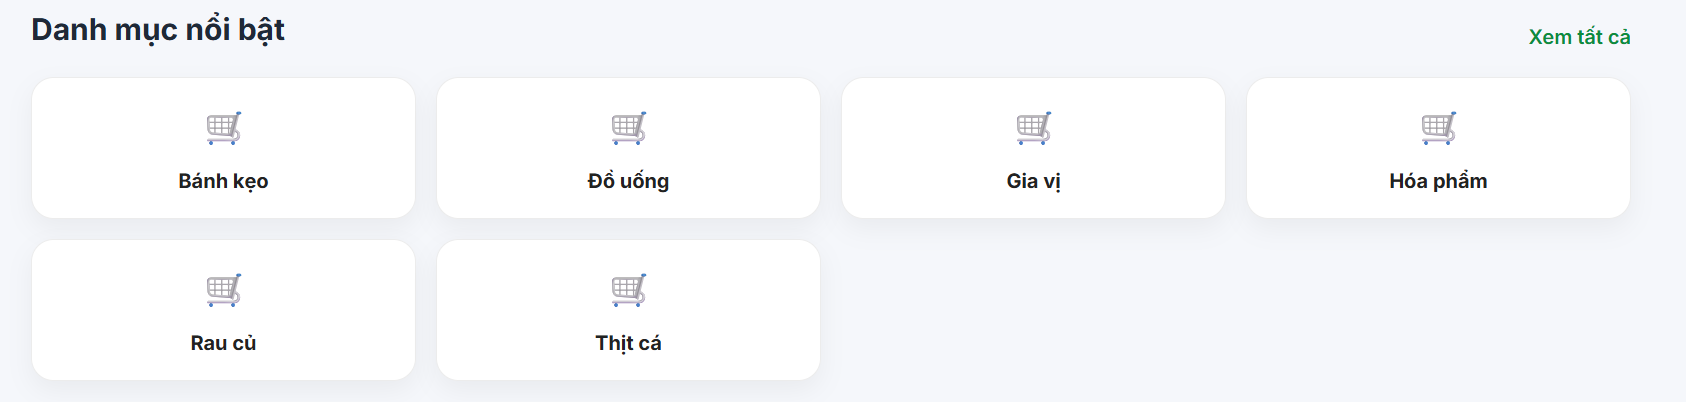 Danh mục nổi bật
Xem tất cả
Bánh kẹo
Đồ uống
Gia vị
Hóa phẩm
Rau củ
Thịt cá